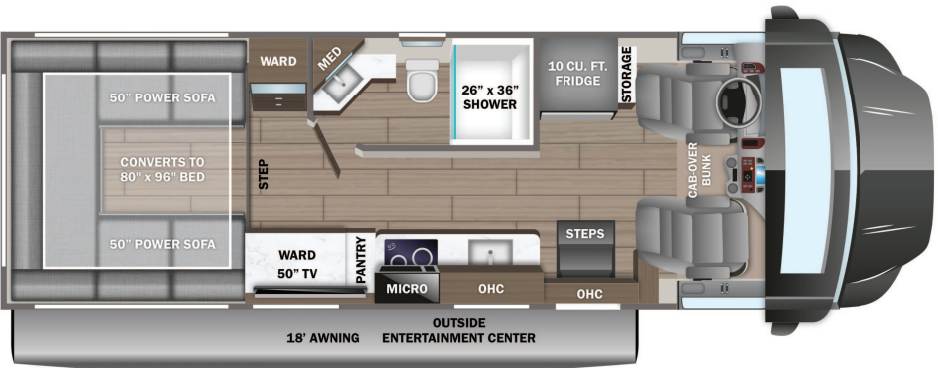 WARD
MED
26" x 36"
SHOWER
10 CU. FT.
FRIDGE
STORAGE
50" POWER SOFA
CONVERTS TO
80" x 96" BED
50" POWER SOFA
STEP
CAB-OVER
BUNK
WARD
50" TV
PANTRY
MICRO
OHC
STEPS
OHC
18' AWNING
OUTSIDE
ENTERTAINMENT CENTER